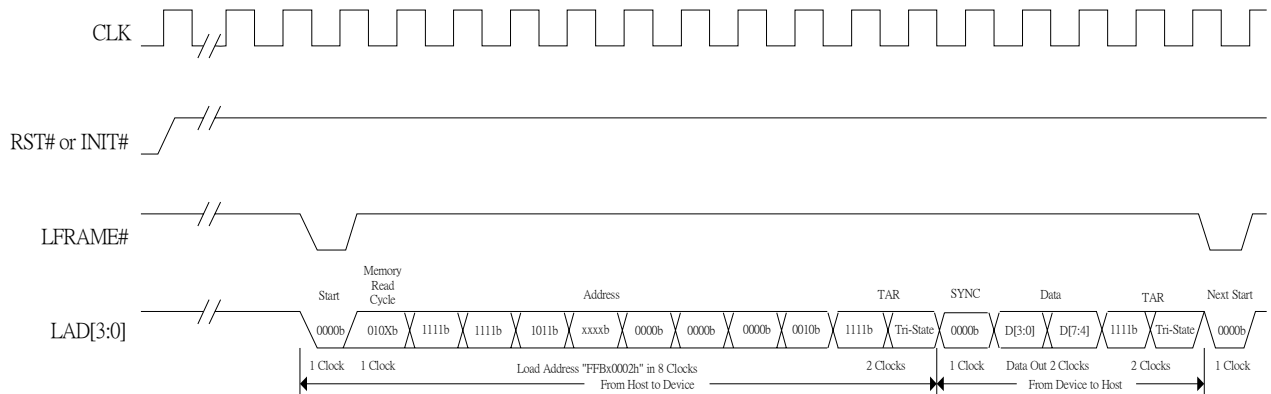 CLK
RST# or INIT#
LFRAME#
Memory
Read
Cycle
Start
Address
TAR
SYNC
Data
TAR
Next Start
LAD[3:0]
0000b 010Xb 1111b 1111b 1011b xxxxb 0000b 0000b 0000b 0010b 1111b Tri-State 0000b D[3:0] D[7:4] 1111b Tri-State 0000b
1 Clock 1 Clock Load Address "FFBx0002h" in 8 Clocks 2 Clocks 1 Clock Data Out 2 Clocks 2 Clocks 1 Clock
From Host to Device From Device to Host